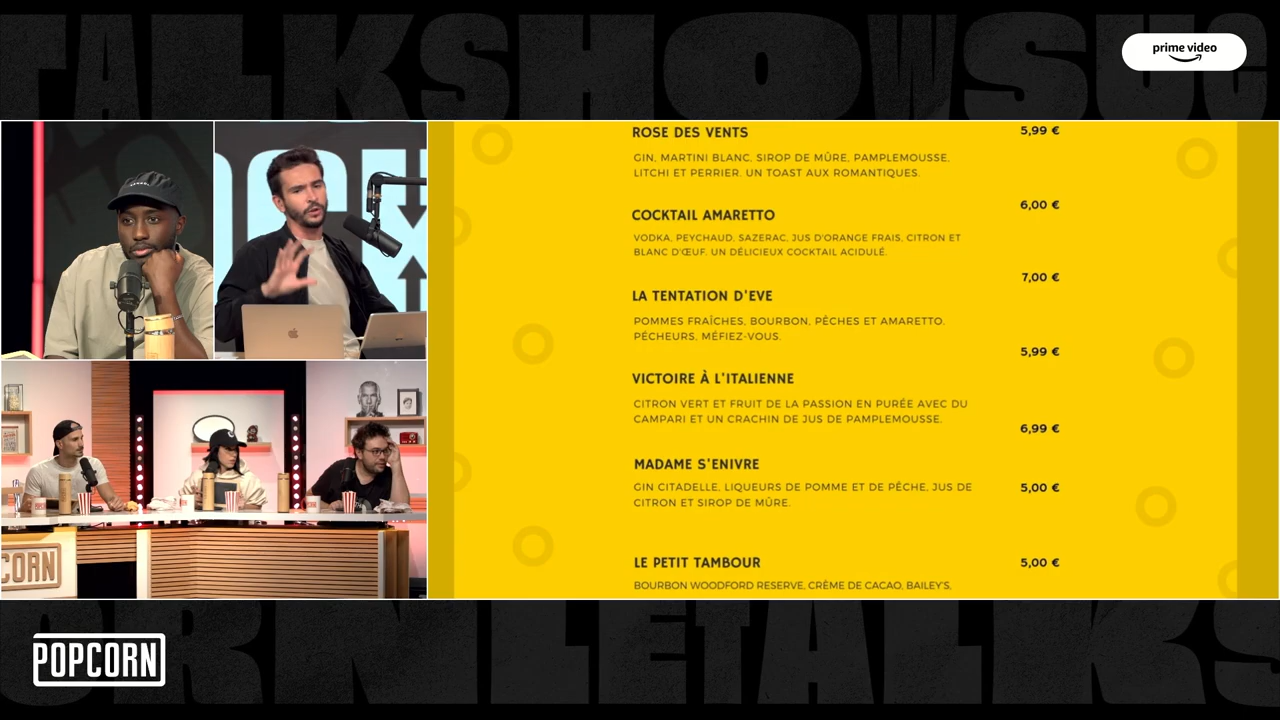 TALKSHOWSUC
prime video
ROSE DES VENTS
5,99 €
GIN, MARTINI BLANC, SIROP DE MÛRE, PAMPLEMOUSSE,
LITCHI ET PERRIER. UN TOAST AUX ROMANTIQUES.
6,00 €
COCKTAIL AMARETTO
VODKA, PEYCHAUD, SAZERAC, JUS D'ORANGE FRAIS, CITRON ET
BLANC D'ŒUF. UN DÉLICIEUX COCKTAIL ACIDULÉ.
7,00 €
LA TENTATION D'EVE
POMMES FRAÎCHES, BOURBON, PÊCHES ET AMARETTO.
PÉCHEURS, MÉFIEZ-VOUS.
5,99 €
VICTOIRE À L'ITALIENNE
CITRON VERT ET FRUIT DE LA PASSION EN PURÉE AVEC DU
CAMPARI ET UN CRACHIN DE JUS DE PAMPLEMOUSSE.
6,99 €
MADAME S'ENIVRE
GIN CITADELLE, LIQUEURS DE POMME ET DE PÊCHE, JUS DE
CITRON ET SIROP DE MÛRE.
5,00 €
LE PETIT TAMBOUR
5,00 €
BOURBON WOODFORD RESERVE, CRÈME DE CACAO, BAILEY'S,
CORN
POPCORN
ORNLETALKS